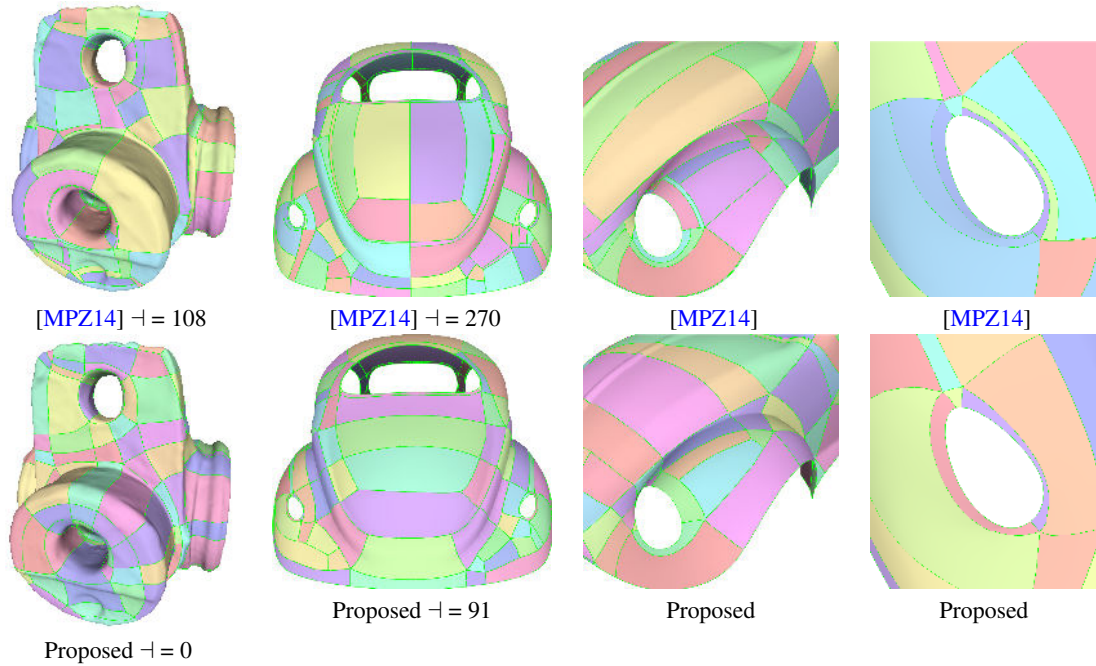 [MPZ14] ⊣ = 108
[MPZ14] ⊣ = 270
[MPZ14]
[MPZ14]
Proposed ⊣ = 0
Proposed ⊣ = 91
Proposed
Proposed